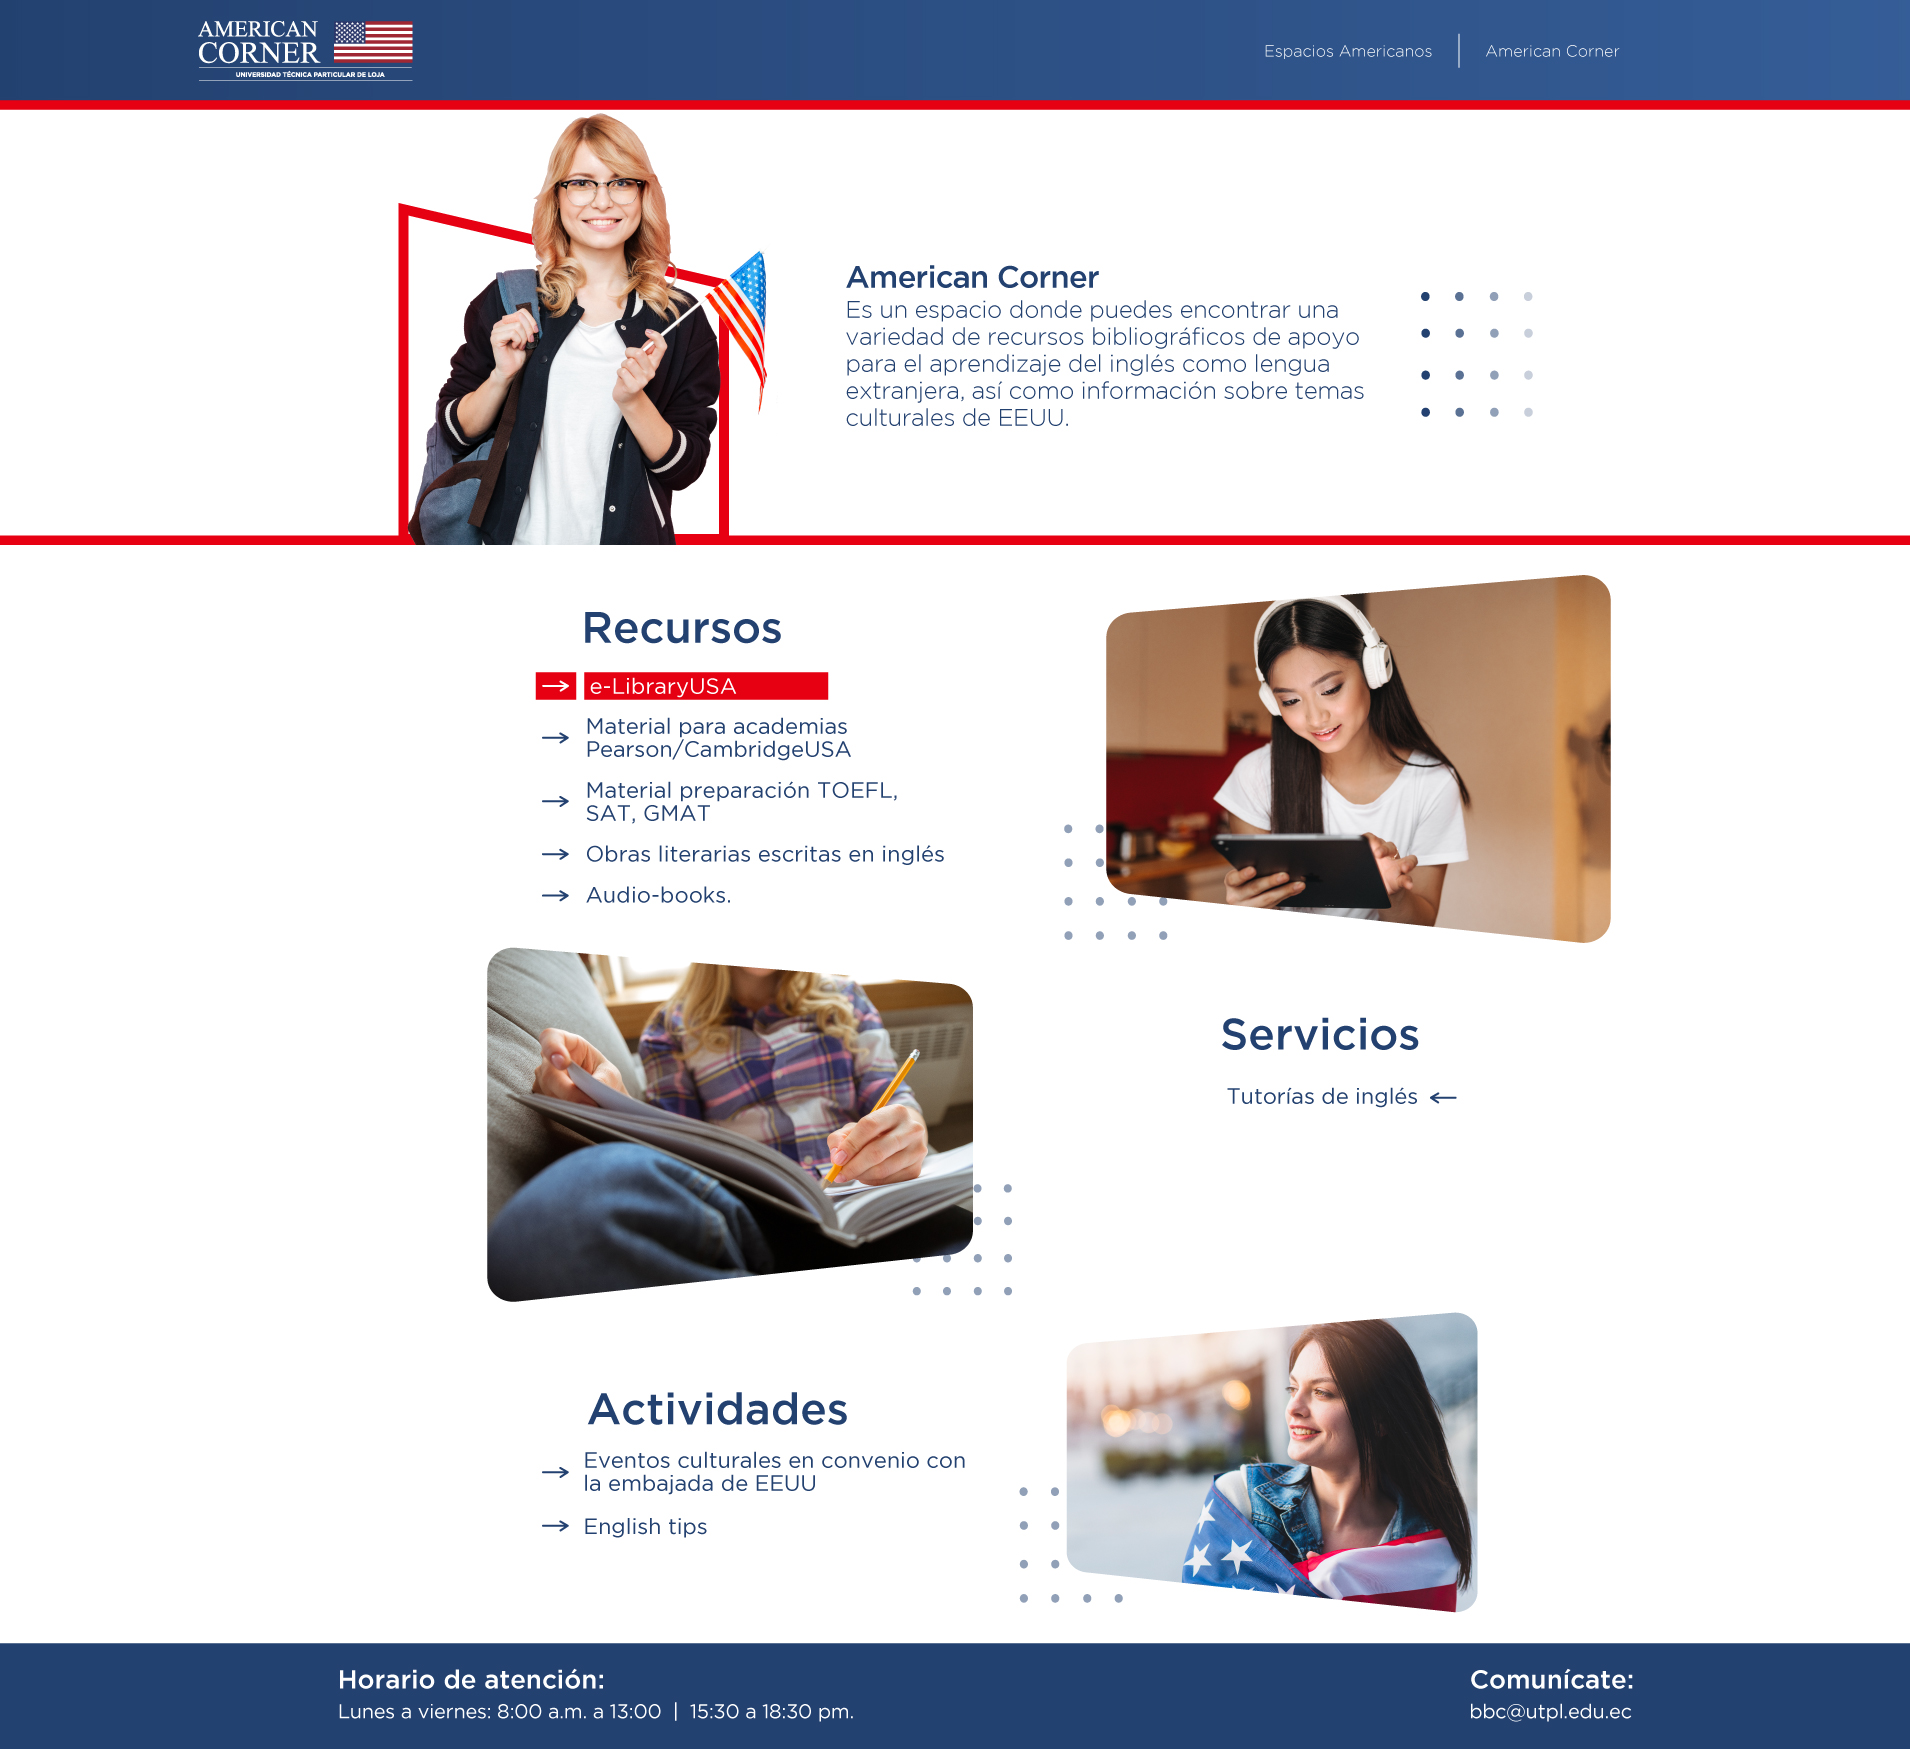 AMERICAN
CORNER
UNIVERSIDAD TÉCNICA PARTICULAR DE LOJA
Espacios Americanos
American Corner
American Corner
Es un espacio donde puedes encontrar una
variedad de recursos bibliográficos de apoyo
para el aprendizaje del inglés como lengua
extranjera, así como información sobre temas
culturales de EEUU.
Recursos
e-LibraryUSA
Material para academias
Pearson/CambridgeUSA
Material preparación TOEFL,
SAT, GMAT
Obras literarias escritas en inglés
Audio-books.
Servicios
Tutorías de inglés
Actividades
Eventos culturales en convenio con
la embajada de EEUU
English tips
Horario de atención:
Lunes a viernes: 8:00 a.m. a 13:00 | 15:30 a 18:30 pm.
Comunícate:
bbc@utpl.edu.ec